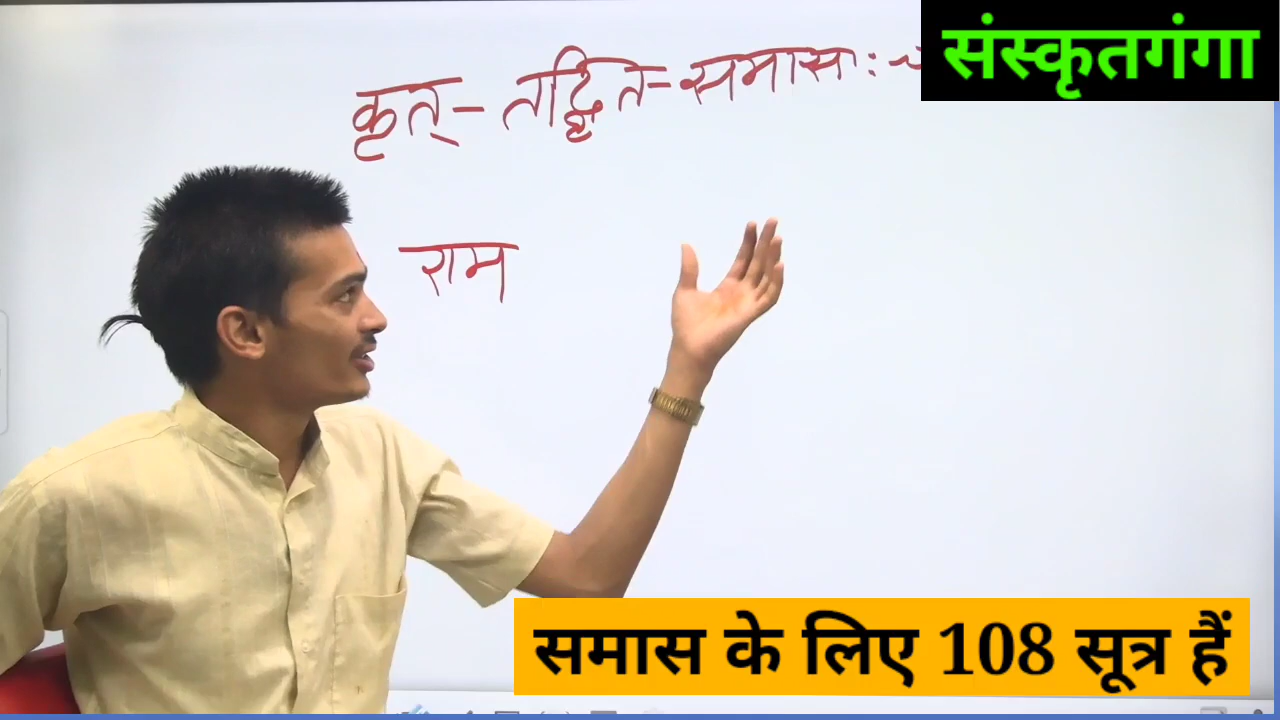 संस्कृतगंगा
कृत् - तद्धित - समासः
राम
समास के लिए 108 सूत्र हैं